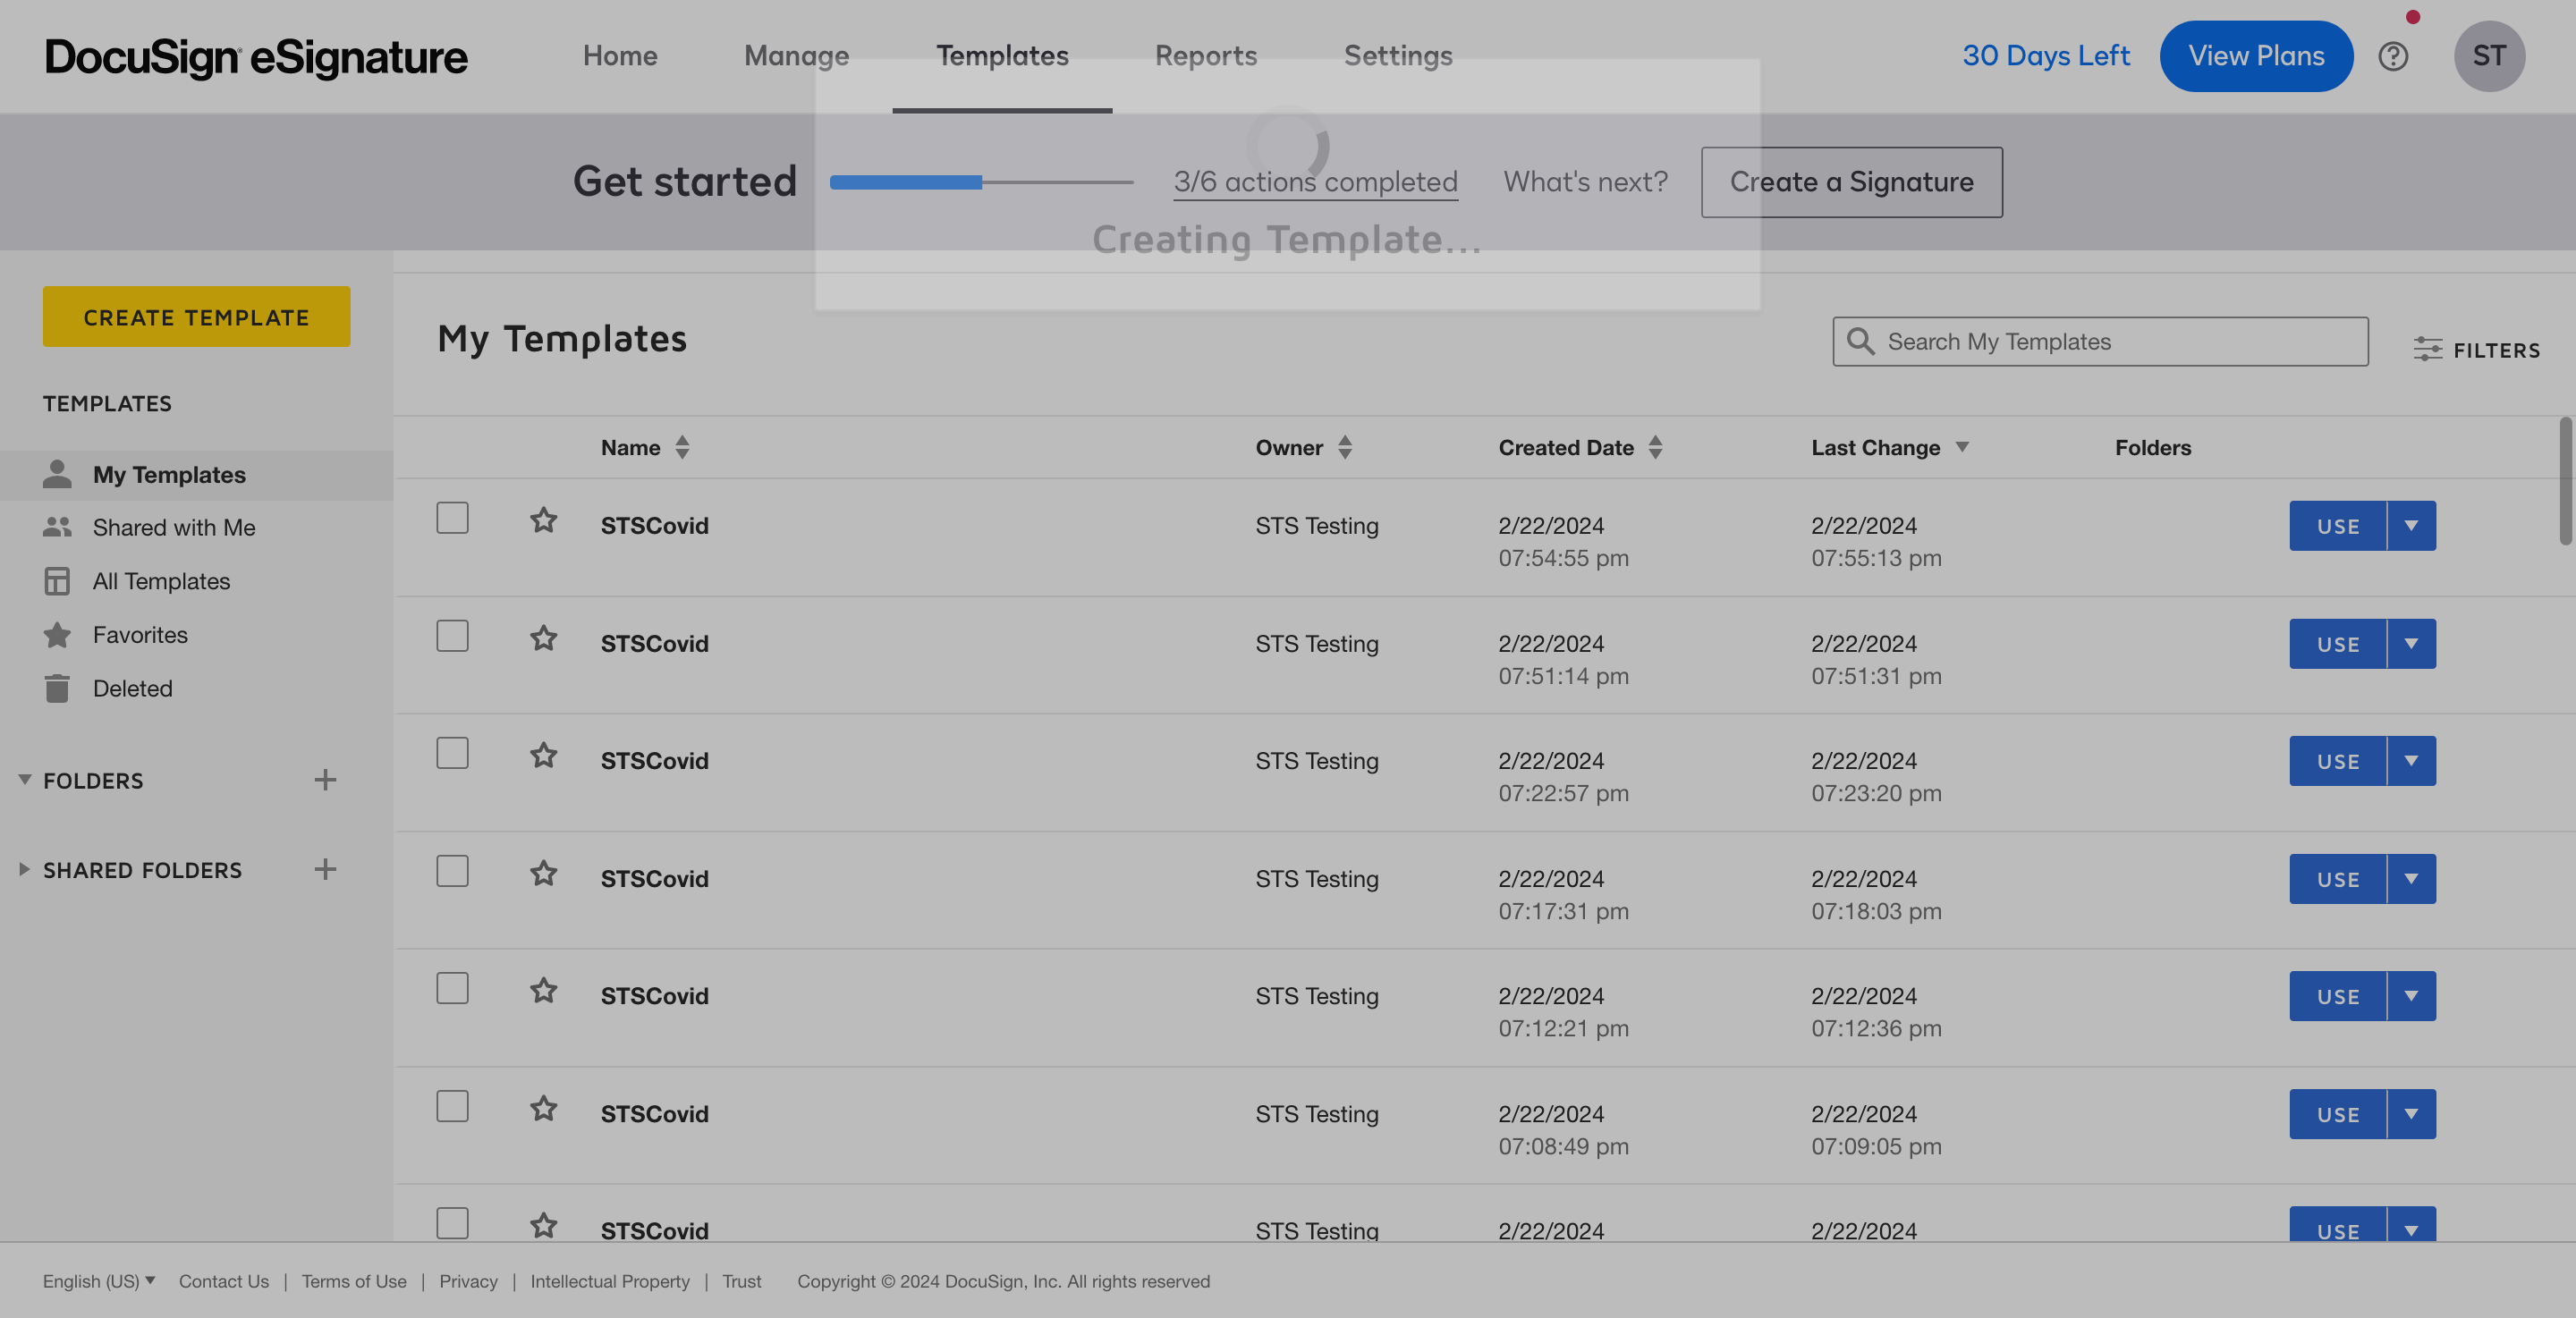 DocuSign eSignature
Home Manage Templates Reports Settings
30 Days Left View Plans ? ST
Get started 3/6 actions completed What's next? Create a Signature
Creating Template...
CREATE TEMPLATE
TEMPLATES
My Templates
Shared with Me
All Templates
Favorites
Deleted
FOLDERS
SHARED FOLDERS
My Templates
Search My Templates
FILTERS
Name Owner Created Date Last Change Folders
STSCovid STS Testing 2/22/2024 2/22/2024 USE
07:54:55 pm 07:55:13 pm
STSCovid STS Testing 2/22/2024 2/22/2024 USE
07:51:14 pm 07:51:31 pm
STSCovid STS Testing 2/22/2024 2/22/2024 USE
07:22:57 pm 07:23:20 pm
STSCovid STS Testing 2/22/2024 2/22/2024 USE
07:17:31 pm 07:18:03 pm
STSCovid STS Testing 2/22/2024 2/22/2024 USE
07:12:21 pm 07:12:36 pm
STSCovid STS Testing 2/22/2024 2/22/2024 USE
07:08:49 pm 07:09:05 pm
STSCovid STS Testing 2/22/2024 2/22/2024 USE
English (US) Contact Us | Terms of Use | Privacy | Intellectual Property | Trust Copyright © 2024 DocuSign, Inc. All rights reserved